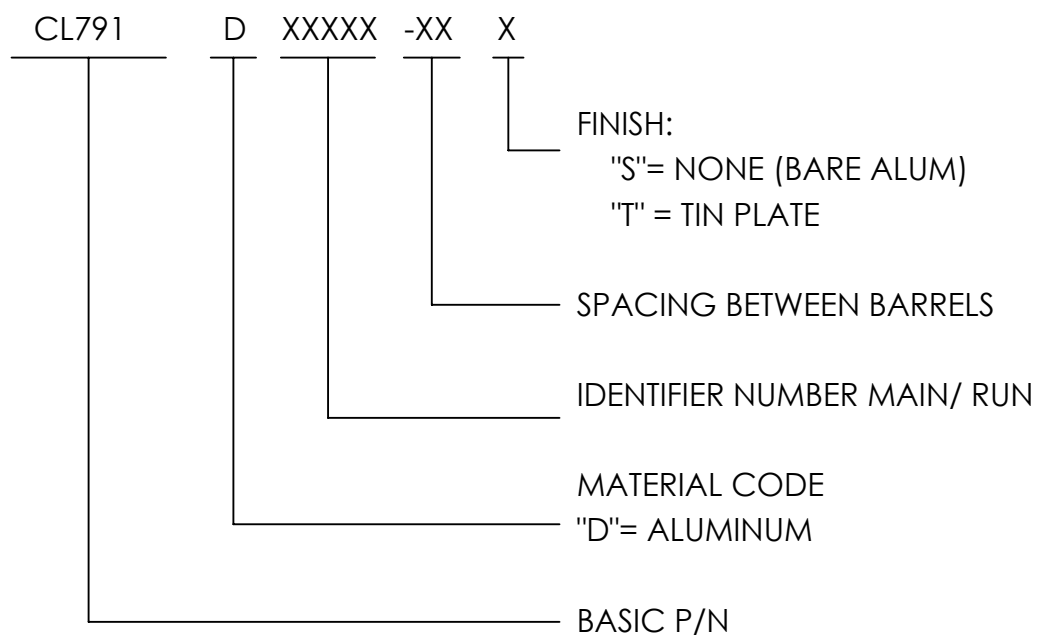 CL791 D XXXXX -XX X
FINISH:
"S"= NONE (BARE ALUM)
"T" = TIN PLATE
SPACING BETWEEN BARRELS
IDENTIFIER NUMBER MAIN/ RUN
MATERIAL CODE
"D"= ALUMINUM
BASIC P/N